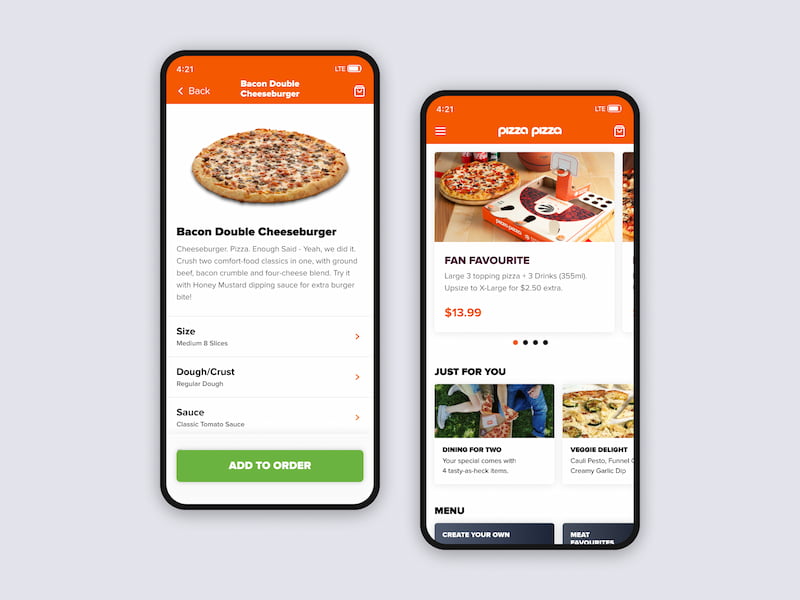 4:21
LTE
Back
Bacon Double
Cheeseburger
Bacon Double Cheeseburger
Cheeseburger. Pizza. Enough Said - Yeah, we did it.
Crush two comfort-food classics in one, with ground
beef, bacon crumble and four-cheese blend. Try it
with Honey Mustard dipping sauce for extra burger
bite!
Size
Medium 8 Slices
Dough/Crust
Regular Dough
Sauce
Classic Tomato Sauce
ADD TO ORDER
4:21
LTE
pizza pizza
pizza pizza
FAN FAVOURITE
Large 3 topping pizza + 3 Drinks (355ml).
Upsize to X-Large for $2.50 extra.
$13.99
JUST FOR YOU
DINING FOR TWO
Your special comes with
4 tasty-as-heck items.
VEGGIE DELIGHT
Cauli Pesto, Funnel
Creamy Garlic Dip
MENU
CREATE YOUR OWN
MEAT
FAVOURITES